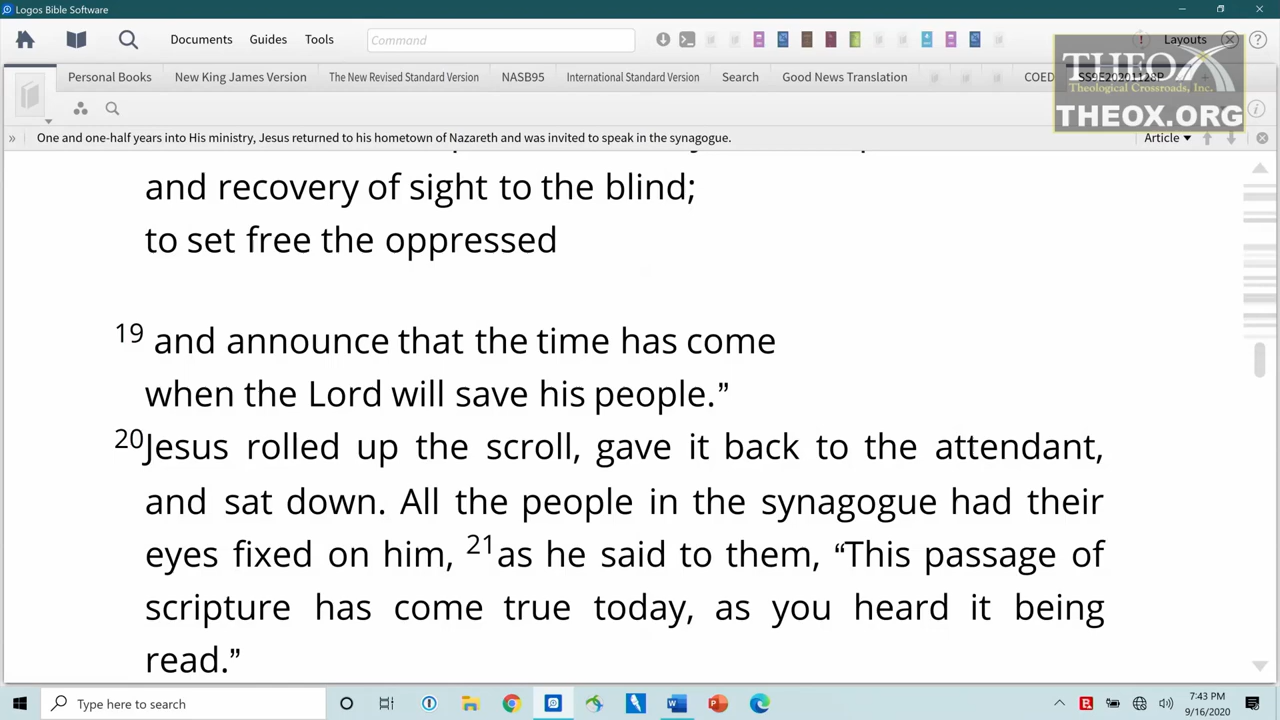 Logos Bible Software
Documents Guides Tools Command Layouts
Personal Books New King James Version The New Revised Standard Version NASB95 International Standard Version Search Good News Translation COED SS9E20201128P
THEOX
Theological Crossroads, Inc.
THEOX.ORG
» One and one-half years into His ministry, Jesus returned to his hometown of Nazareth and was invited to speak in the synagogue. Article
and recovery of sight to the blind;
to set free the oppressed
19 and announce that the time has come
when the Lord will save his people.”
20Jesus rolled up the scroll, gave it back to the attendant,
and sat down. All the people in the synagogue had their
eyes fixed on him, 21as he said to them, “This passage of
scripture has come true today, as you heard it being
read.”
Type here to search
7:43 PM
9/16/2020